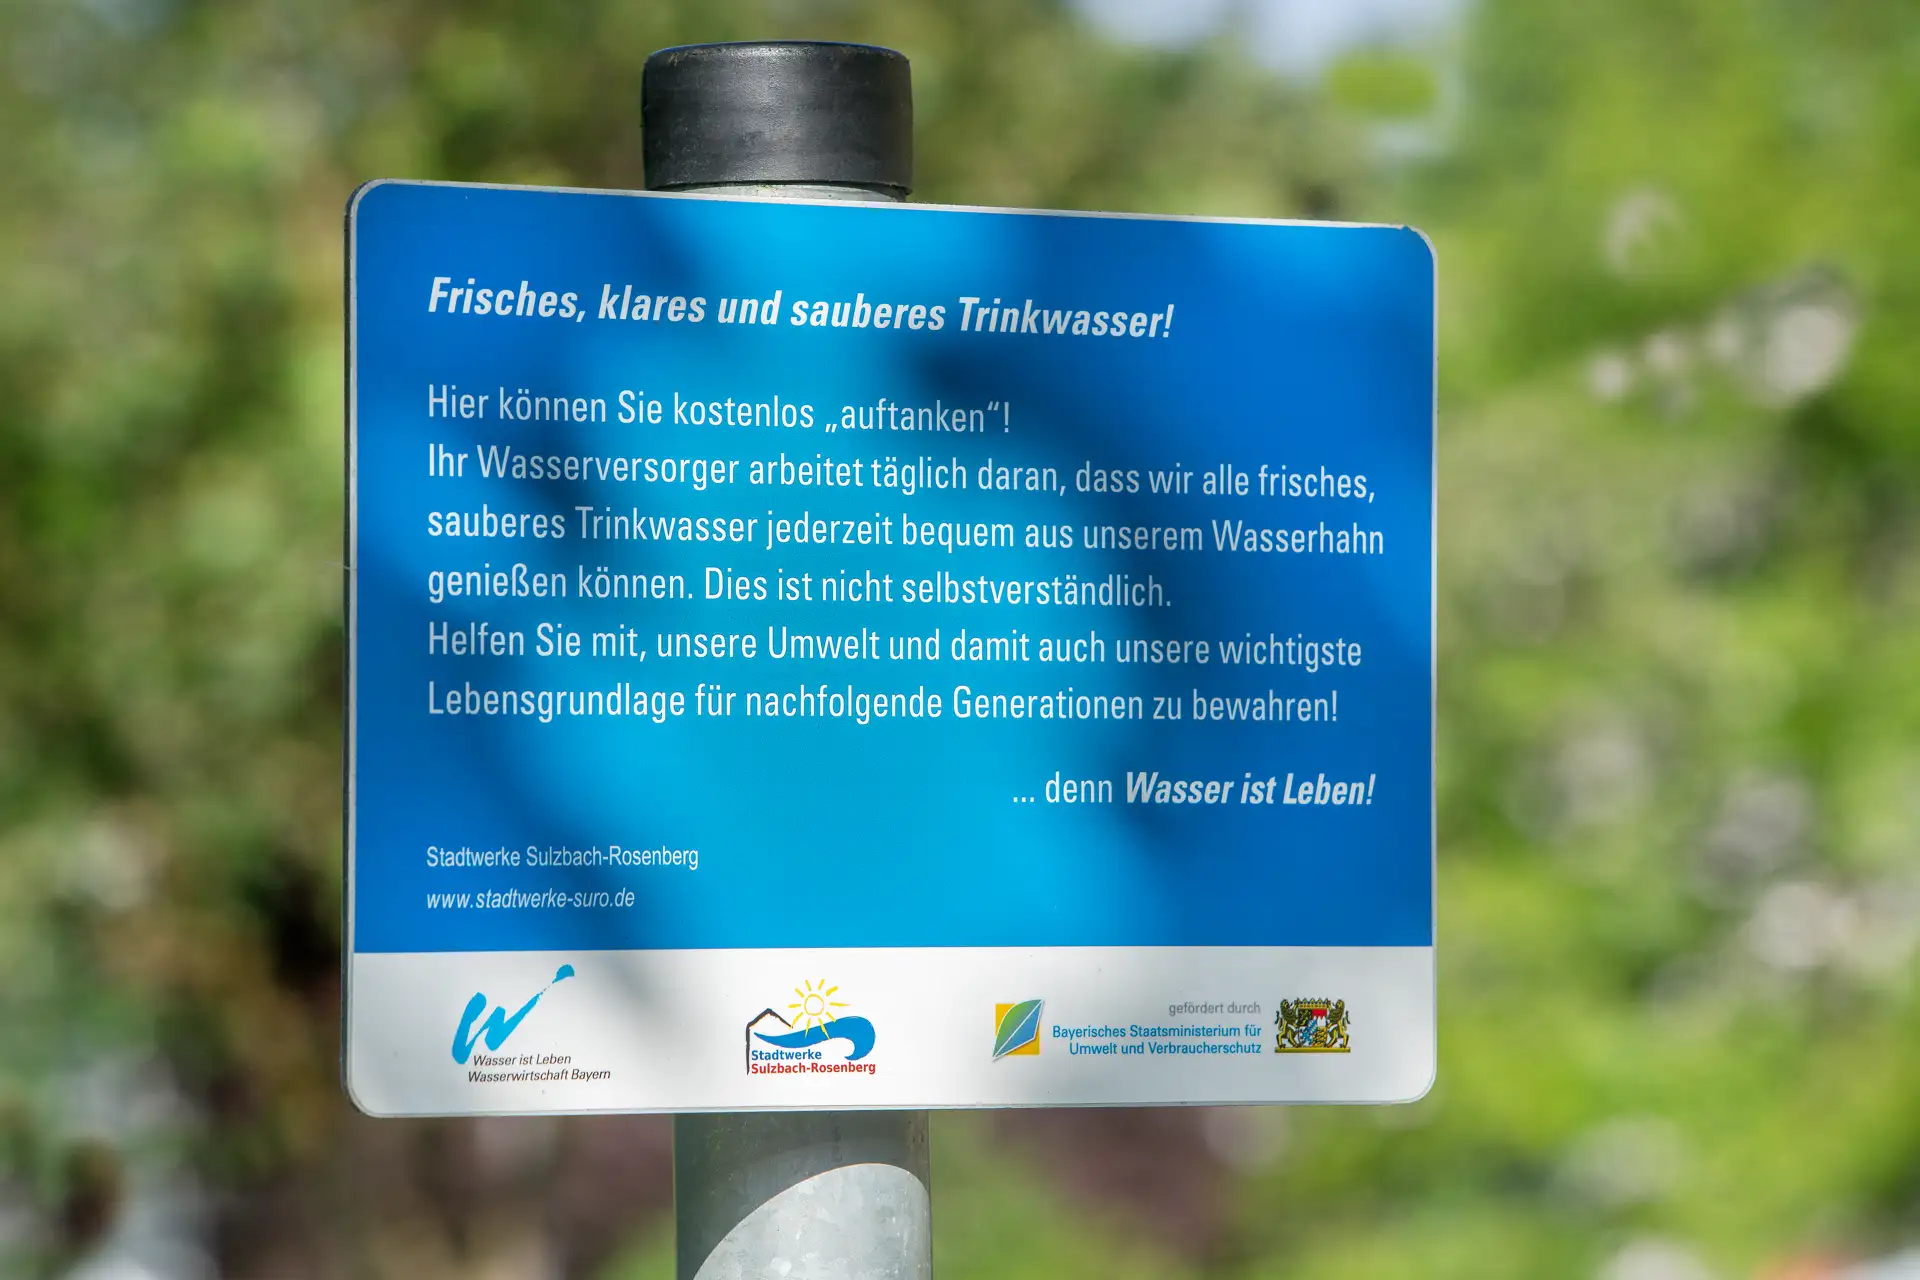 Frisches, klares und sauberes Trinkwasser!
Hier können Sie kostenlos „auftanken“!
Ihr Wasserversorger arbeitet täglich daran, dass wir alle frisches,
sauberes Trinkwasser jederzeit bequem aus unserem Wasserhahn
genießen können. Dies ist nicht selbstverständlich.
Helfen Sie mit, unsere Umwelt und damit auch unsere wichtigste
Lebensgrundlage für nachfolgende Generationen zu bewahren!
... denn Wasser ist Leben!
Stadtwerke Sulzbach-Rosenberg
www.stadtwerke-suro.de
Wasser ist Leben
Wasserwirtschaft Bayern
Stadtwerke
Sulzbach-Rosenberg
gefördert durch
Bayerisches Staatsministerium für
Umwelt und Verbraucherschutz